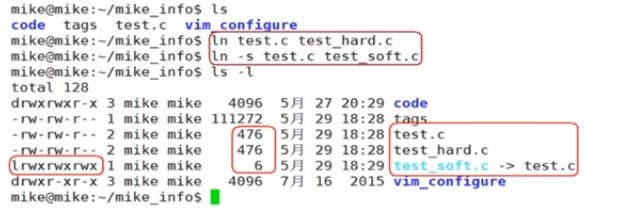 mike@mike:~/mike_info$ ls
code  tags  test.c  vim_configure
mike@mike:~/mike_info$ ln test.c test_hard.c
mike@mike:~/mike_info$ ln -s test.c test_soft.c
mike@mike:~/mike_info$ ls -l
total 128
drwxrwxr-x 3 mike mike   4096  5月  27 20:29 code
-rw-rw-r-- 1 mike mike 111272  5月  29 18:28 tags
-rw-rw-r-- 2 mike mike    476  5月  29 18:28 test.c
-rw-rw-r-- 2 mike mike    476  5月  29 18:28 test_hard.c
lrwxrwxrwx 1 mike mike      6  5月  29 18:29 test_soft.c -> test.c
drwxr-xr-x 3 mike mike   4096  7月  16  2015 vim_configure
mike@mike:~/mike_info$